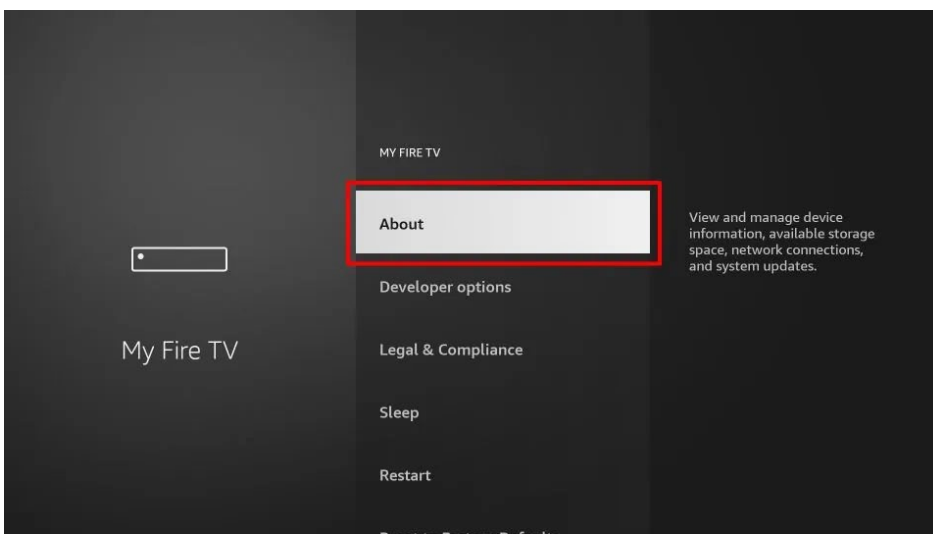 MY FIRE TV
About
View and manage device
information, available storage
space, network connections,
and system updates.
Developer options
My Fire TV
Legal & Compliance
Sleep
Restart